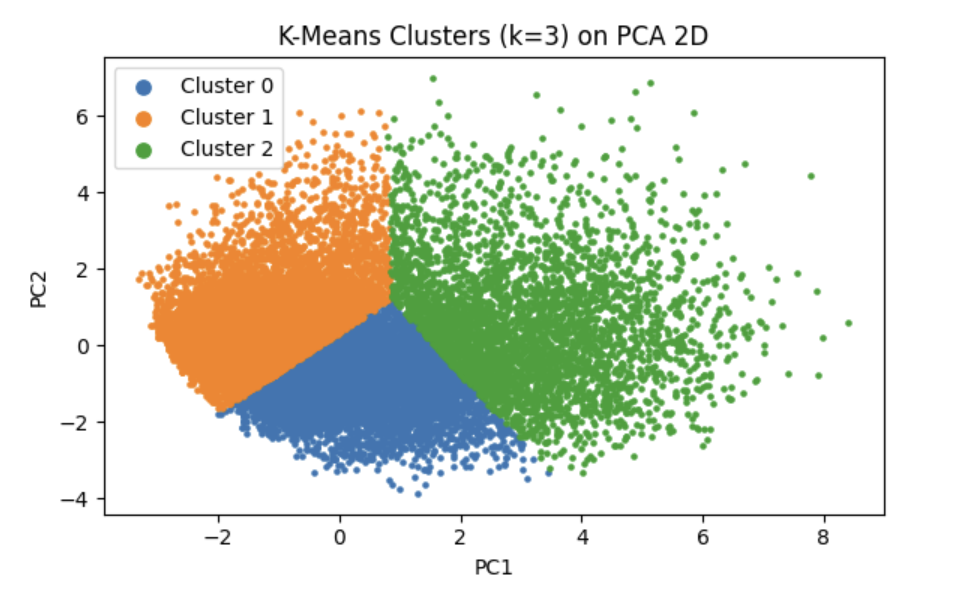 K-Means Clusters (k=3) on PCA 2D
Cluster 0
Cluster 1
Cluster 2
6
4
2
0
−2
−4
PC2
−2 0 2 4 6 8
PC1